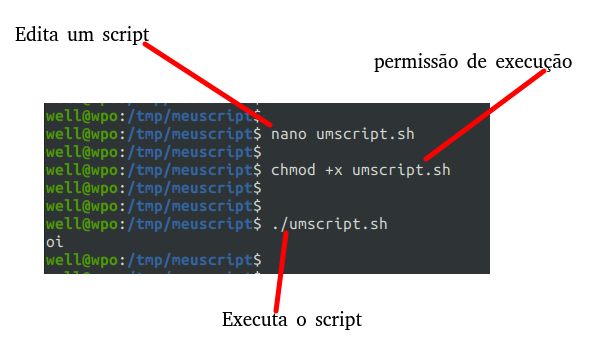 Edita um script
permissão de execução
well@wpo:/tmp/meuscript$
well@wpo:/tmp/meuscript$ nano umscript.sh
well@wpo:/tmp/meuscript$
well@wpo:/tmp/meuscript$ chmod +x umscript.sh
well@wpo:/tmp/meuscript$
well@wpo:/tmp/meuscript$
well@wpo:/tmp/meuscript$ ./umscript.sh
oi
well@wpo:/tmp/meuscript$
Executa o script